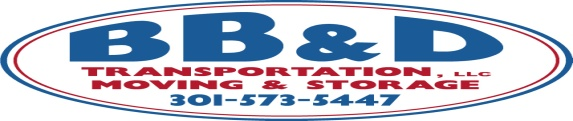 BB&D
TRANSPORTATION, LLC
MOVING & STORAGE
301-573-5447